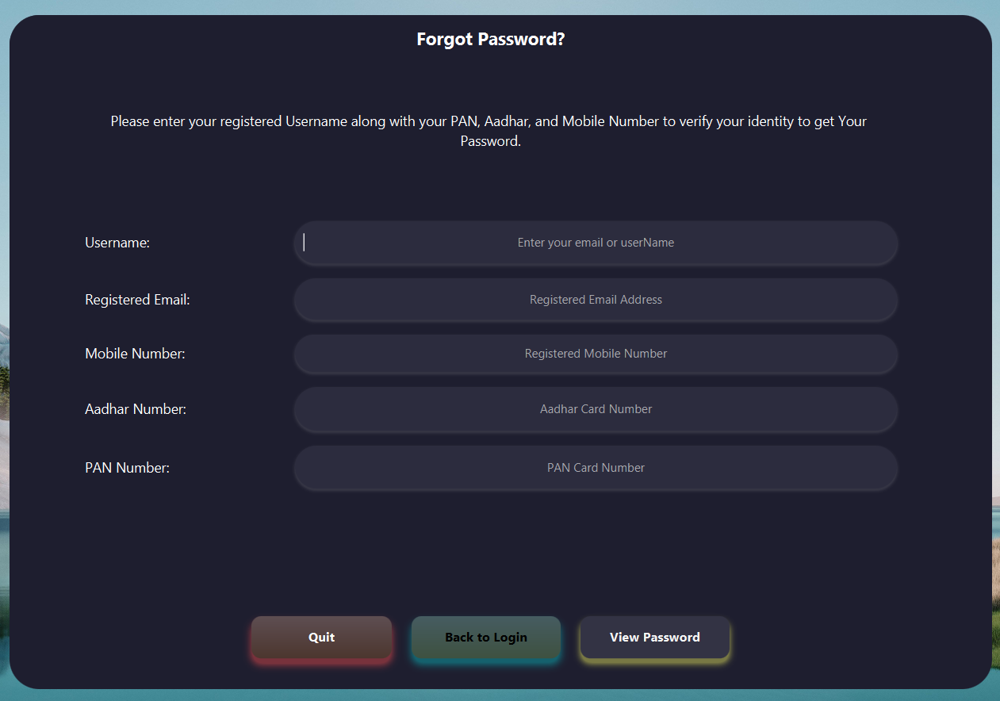 Forgot Password?
Please enter your registered Username along with your PAN, Aadhar, and Mobile Number to verify your identity to get Your
Password.
Username:
Enter your email or userName
Registered Email:
Registered Email Address
Mobile Number:
Registered Mobile Number
Aadhar Number:
Aadhar Card Number
PAN Number:
PAN Card Number
Quit
Back to Login
View Password